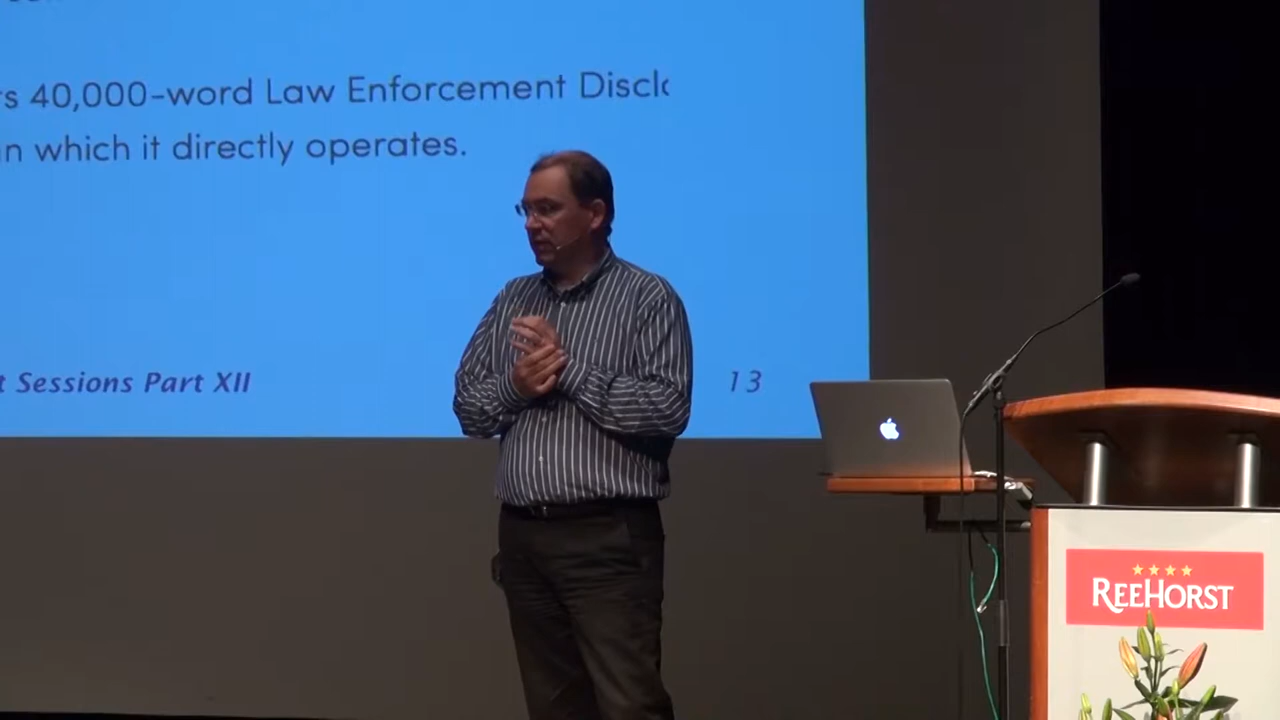 40,000-word Law Enforcement
which it directly operates.
Sessions Part XII
13
REEHORST